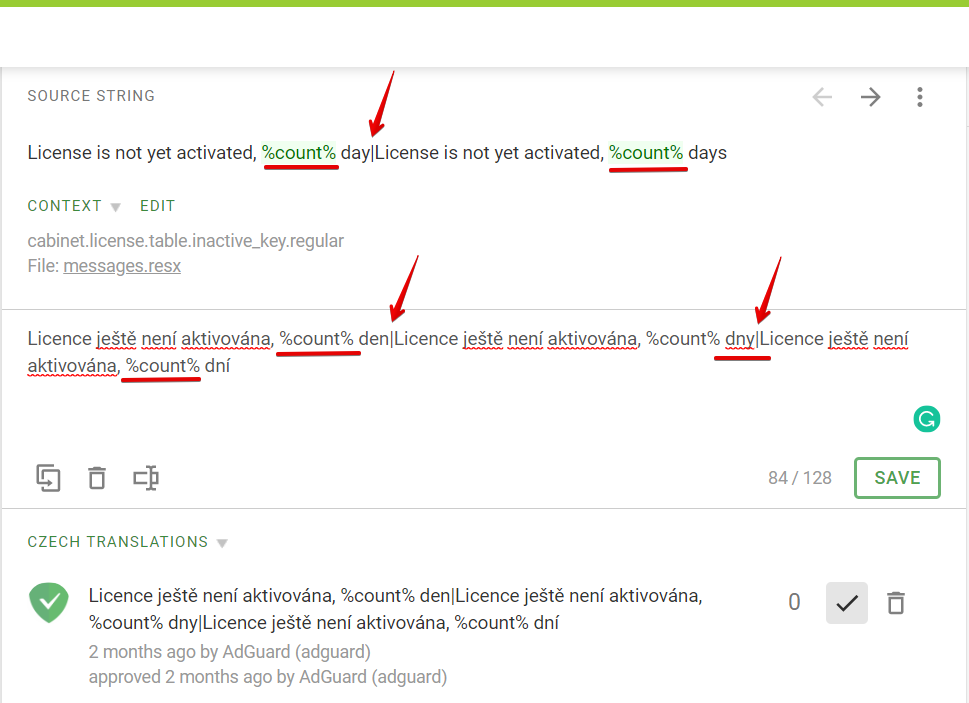 SOURCE STRING
License is not yet activated, %count% day|License is not yet activated, %count% days
CONTEXT EDIT
cabinet.license.table.inactive_key.regular
File: messages.resx
Licence ještě není aktivována, %count% den|Licence ještě není aktivována, %count% dny|Licence ještě není
aktivována, %count% dní
84 / 128 SAVE
CZECH TRANSLATIONS
Licence ještě není aktivována, %count% den|Licence ještě není aktivována,
%count% dny|Licence ještě není aktivována, %count% dní
0
2 months ago by AdGuard (adguard)
approved 2 months ago by AdGuard (adguard)